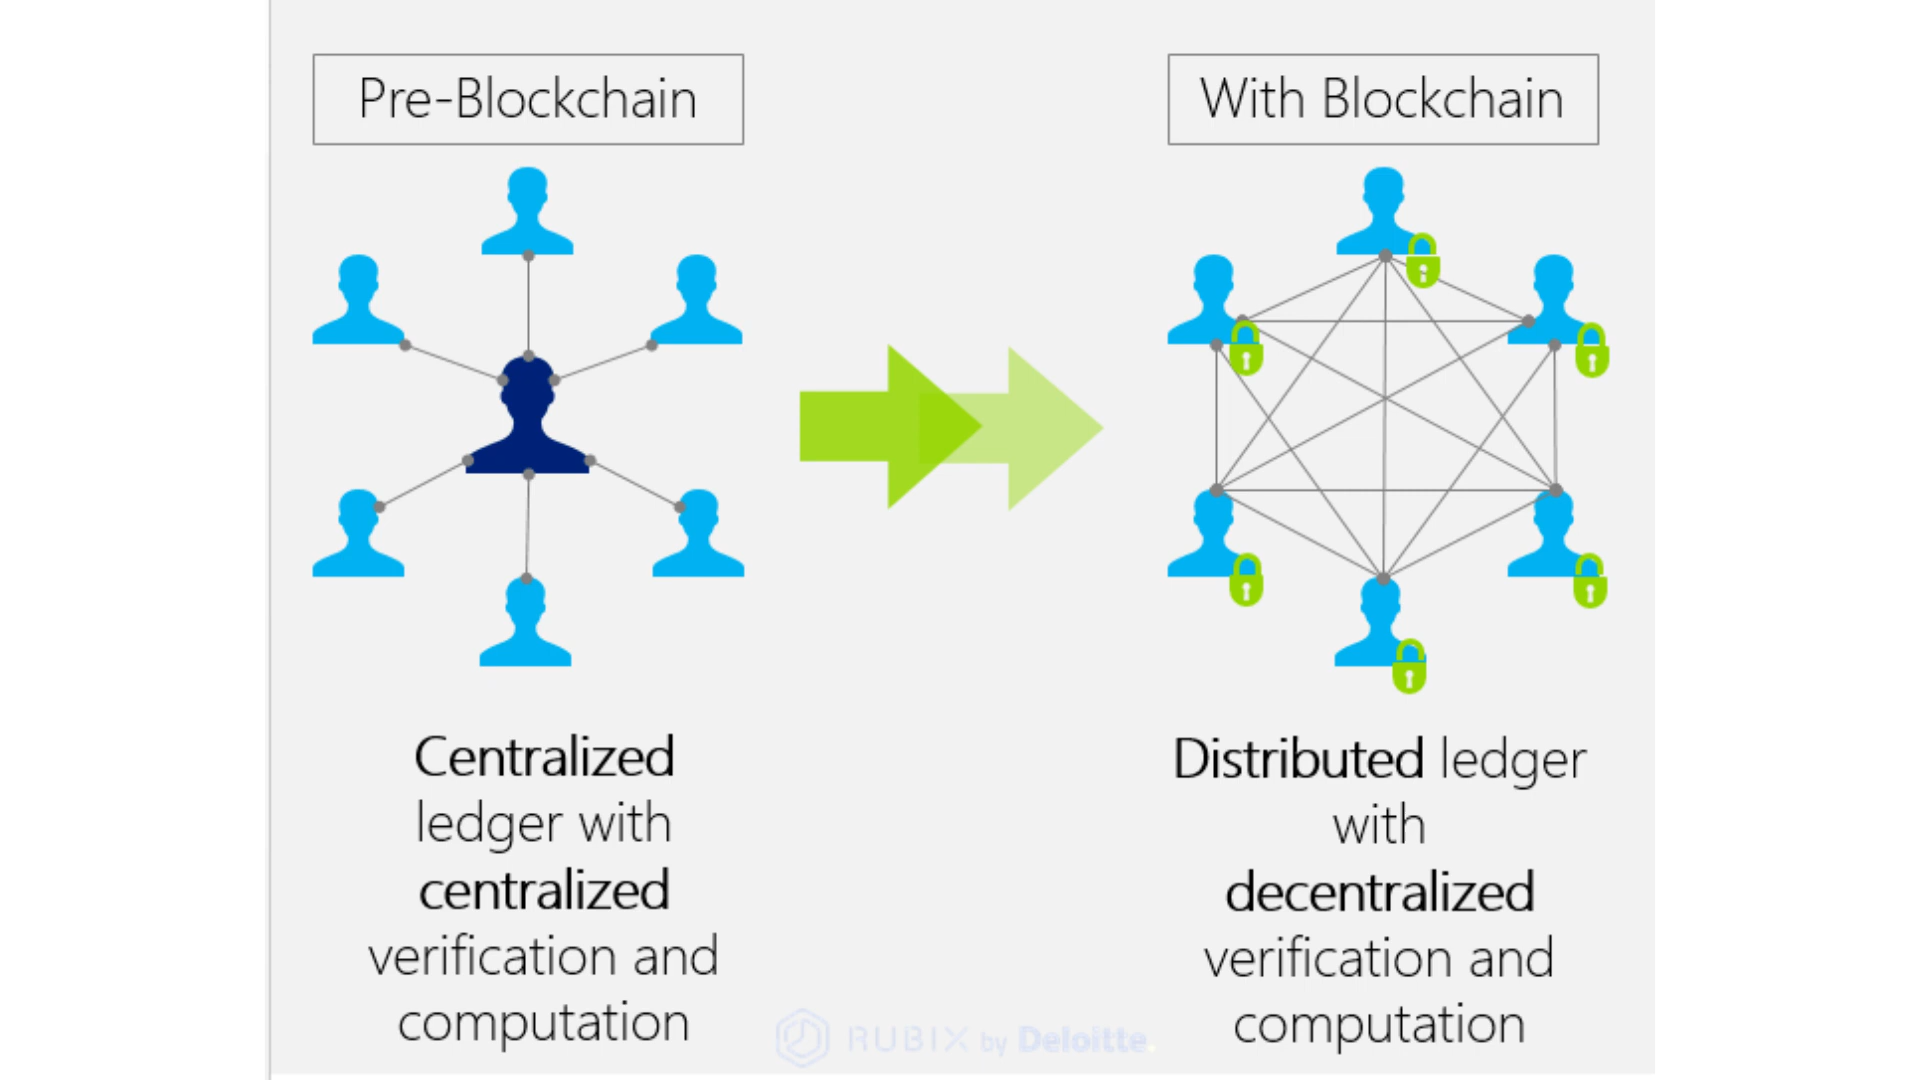 Pre-Blockchain
With Blockchain
Centralized
ledger with
centralized
verification and
computation
Distributed ledger
with
decentralized
verification and
computation
RUBIX by Deloitte.